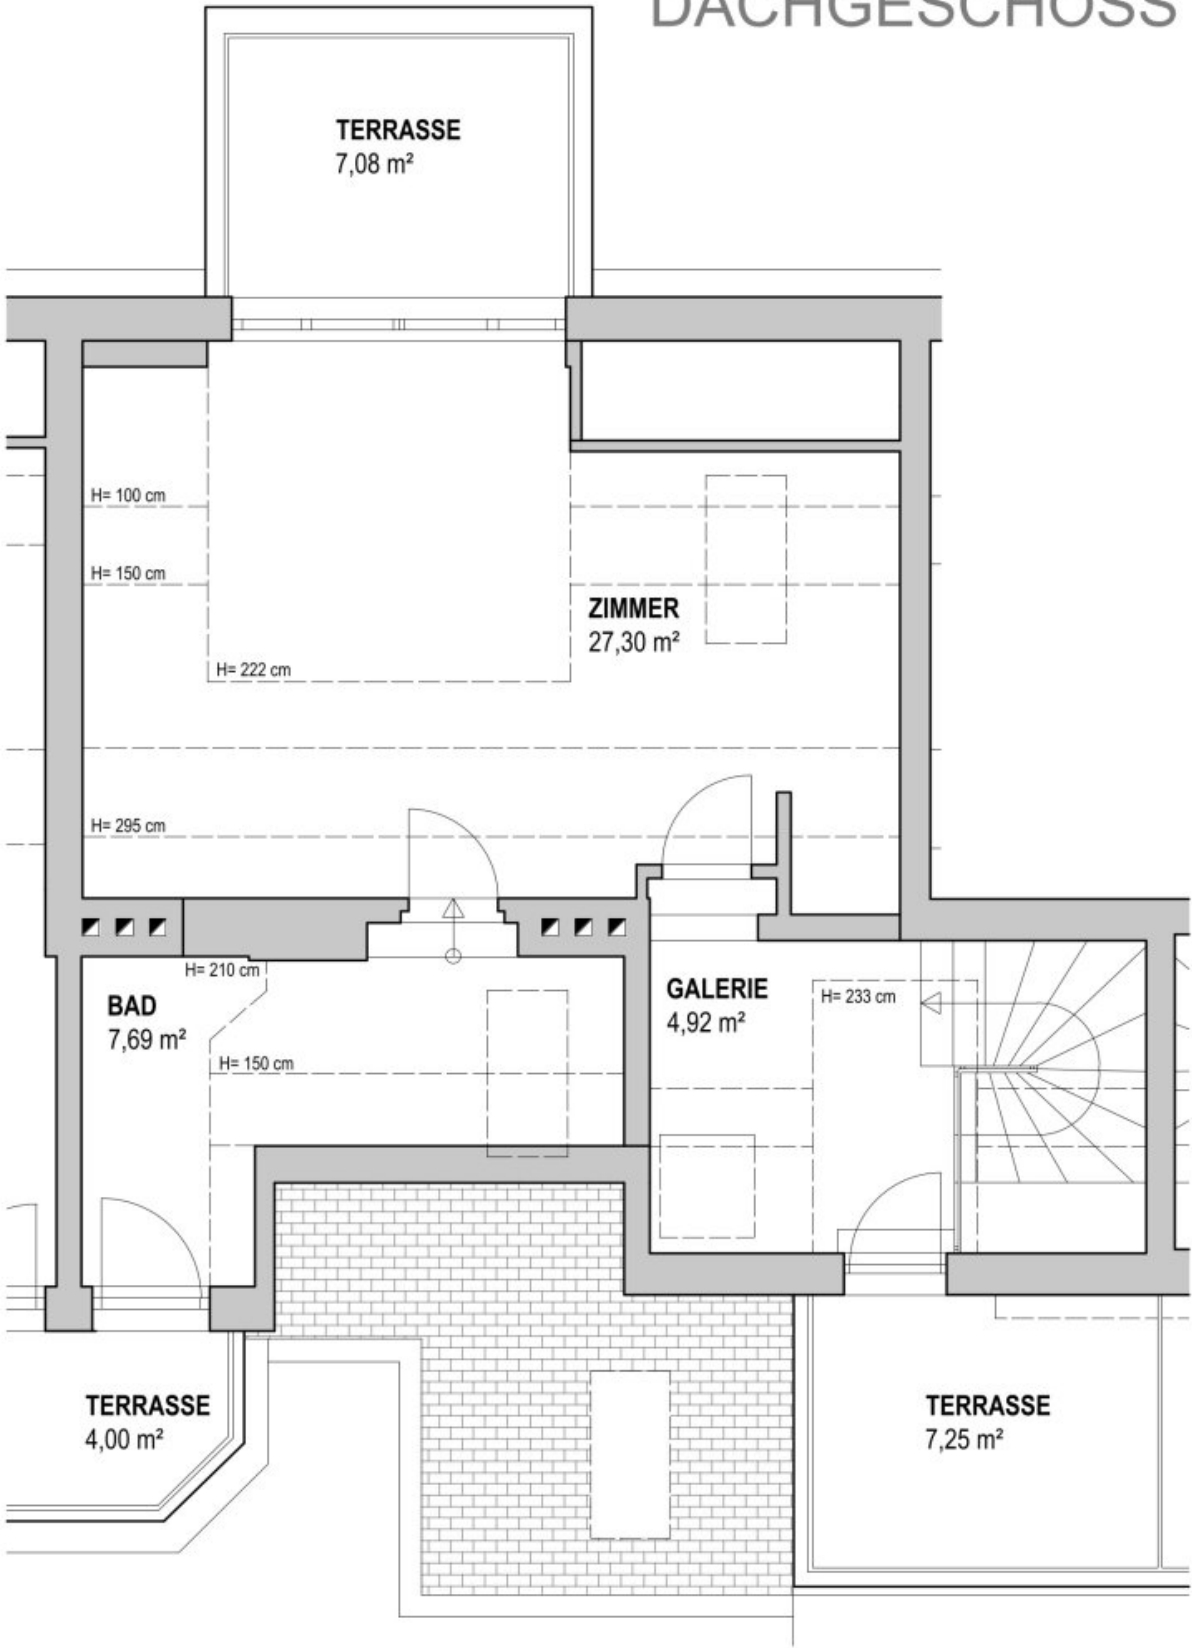 DACHGESCHOSS
TERRASSE
7,08 m²
H= 100 cm
H= 150 cm
ZIMMER
27,30 m²
H= 222 cm
H= 295 cm
H= 210 cm
BAD
7,69 m²
H= 150 cm
GALERIE
4,92 m²
H= 233 cm
TERRASSE
4,00 m²
TERRASSE
7,25 m²